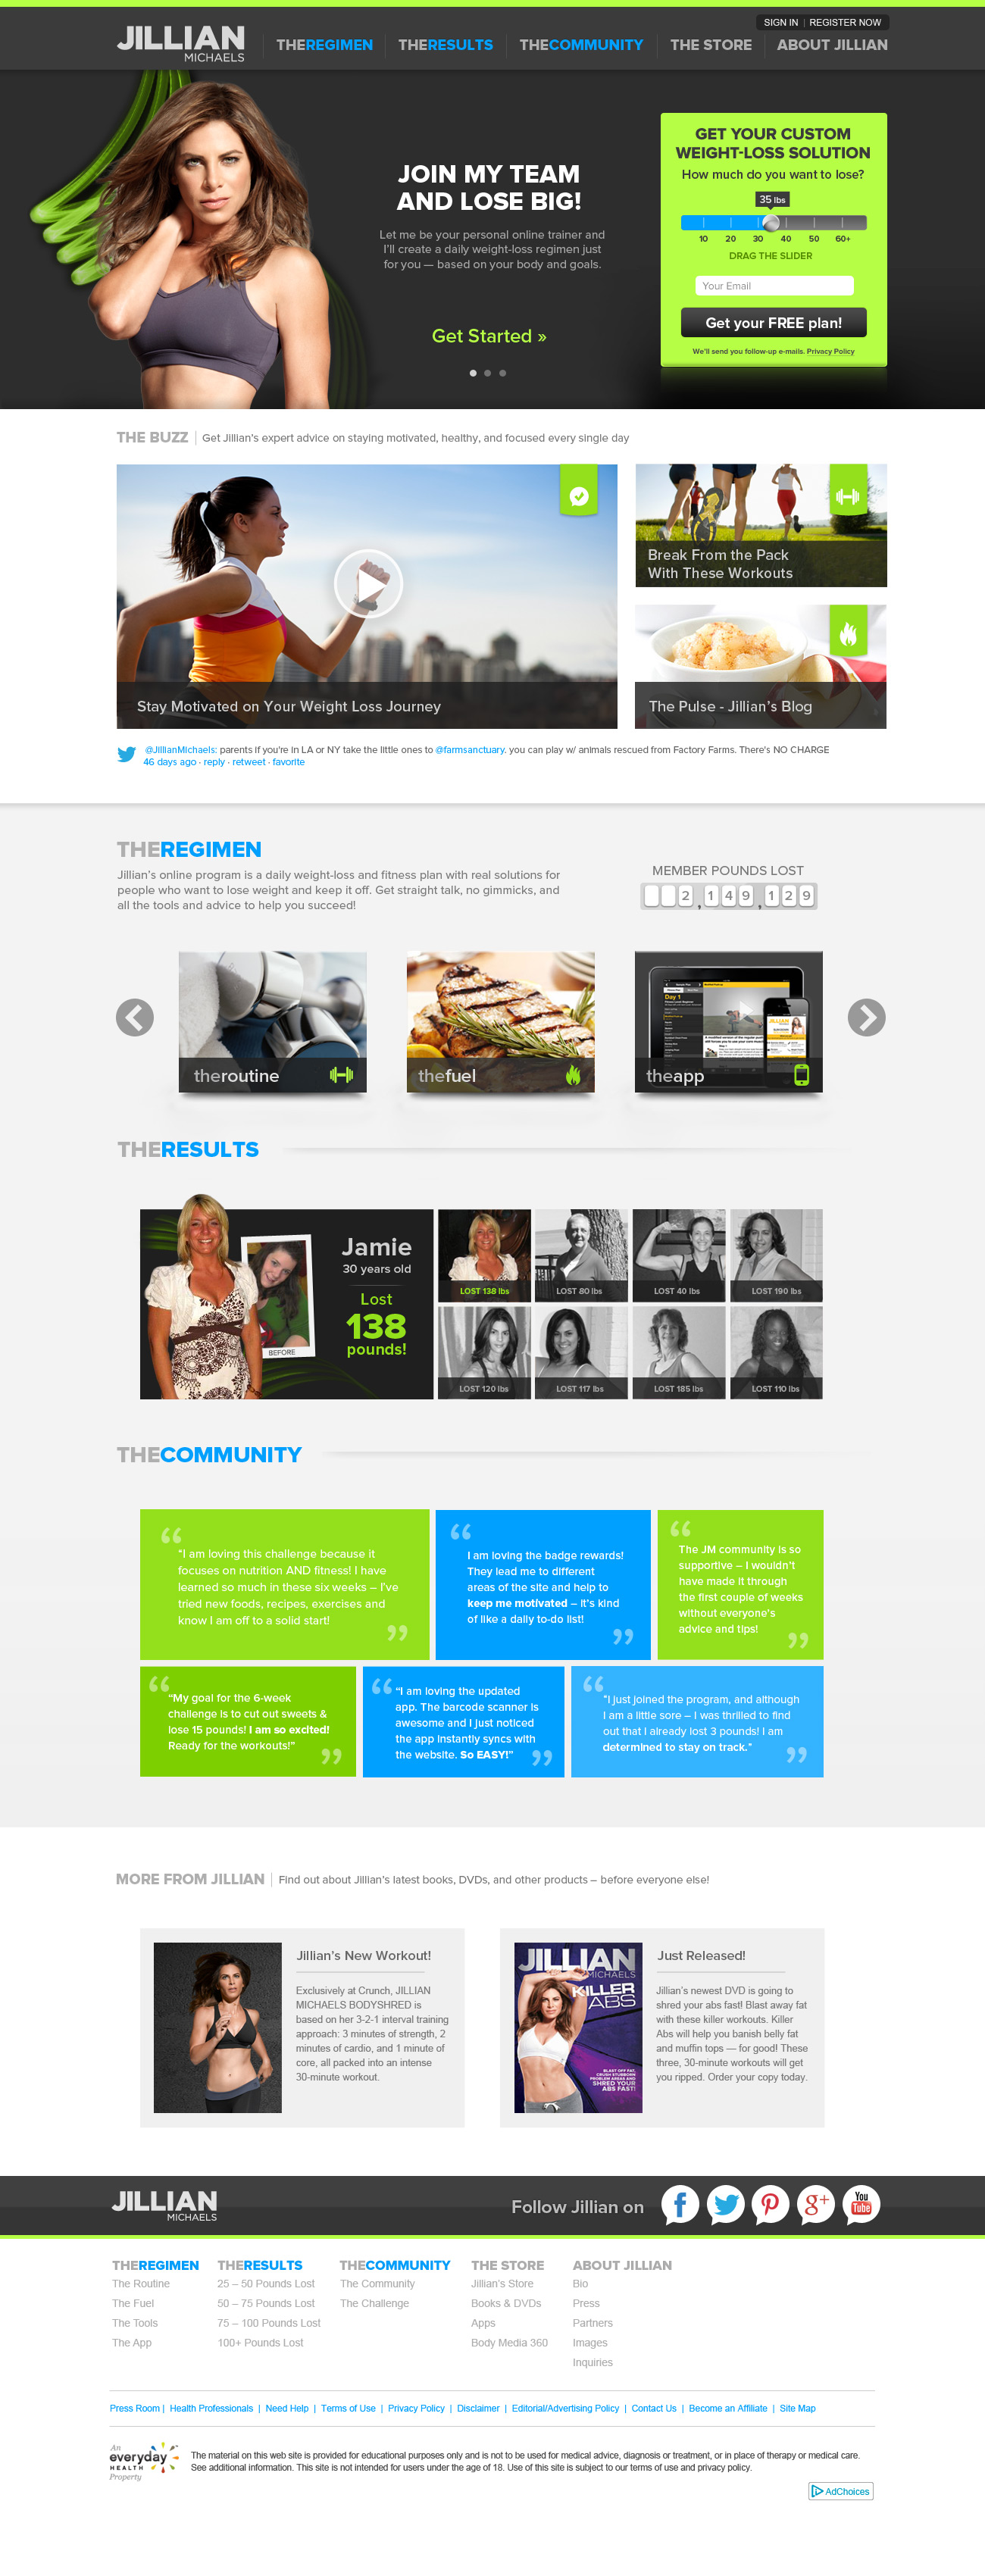 SIGN IN | REGISTER NOW
JILLIAN
MICHAELS
THEREGIMEN
THERESULTS
THECOMMUNITY
THE STORE
ABOUT JILLIAN
JOIN MY TEAM
AND LOSE BIG!
Let me be your personal online trainer and
I'll create a daily weight-loss regimen just
for you — based on your body and goals.
Get Started »
GET YOUR CUSTOM
WEIGHT-LOSS SOLUTION
How much do you want to lose?
35 lbs
10 20 30 40 50 60+
DRAG THE SLIDER
Your Email
Get your FREE plan!
We'll send you follow-up e-mails. Privacy Policy
THE BUZZ | Get Jillian's expert advice on staying motivated, healthy, and focused every single day
Stay Motivated on Your Weight Loss Journey
Break From the Pack
With These Workouts
The Pulse - Jillian's Blog
@JillianMichaels: parents if you're in LA or NY take the little ones to @farmsanctuary. you can play w/ animals rescued from Factory Farms. There's NO CHARGE
46 days ago · reply · retweet · favorite
THEREGIMEN
Jillian's online program is a daily weight-loss and fitness plan with real solutions for
people who want to lose weight and keep it off. Get straight talk, no gimmicks, and
all the tools and advice to help you succeed!
MEMBER POUNDS LOST
2,149,129
theroutine
thefuel
Day 1
theapp
THERESULTS
BEFORE
Jamie
30 years old
Lost
138
pounds!
LOST 138 lbs
LOST 80 lbs
LOST 40 lbs
LOST 190 lbs
LOST 120 lbs
LOST 117 lbs
LOST 185 lbs
LOST 110 lbs
THECOMMUNITY
"I am loving this challenge because it
focuses on nutrition AND fitness! I have
learned so much in these six weeks – I've
tried new foods, recipes, exercises and
know I am off to a solid start!
I am loving the badge rewards!
They lead me to different
areas of the site and help to
keep me motivated – it's kind
of like a daily to-do list!
The JM community is so
supportive – I wouldn't
have made it through
the first couple of weeks
without everyone's
advice and tips!
"My goal for the 6-week
challenge is to cut out sweets &
lose 15 pounds! I am so excited!
Ready for the workouts!"
"I am loving the updated
app. The barcode scanner is
awesome and I just noticed
the app instantly syncs with
the website. So EASY!"
"I just joined the program, and although
I am a little sore – I was thrilled to find
out that I already lost 3 pounds! I am
determined to stay on track."
MORE FROM JILLIAN | Find out about Jillian's latest books, DVDs, and other products – before everyone else!
Jillian's New Workout!
Exclusively at Crunch, JILLIAN
MICHAELS BODYSHRED is
based on her 3-2-1 interval training
approach: 3 minutes of strength, 2
minutes of cardio, and 1 minute of
core, all packed into an intense
30-minute workout.
JILLIAN
MICHAELS
KILLER
ABS
BLAST OFF FAT,
CRUSH STUBBORN
PROBLEM AREAS AND
SHRED YOUR
ABS FAST!
Just Released!
Jillian's newest DVD is going to
shred your abs fast! Blast away fat
with these killer workouts. Killer
Abs will help you banish belly fat
and muffin tops — for good! These
three, 30-minute workouts will get
you ripped. Order your copy today.
JILLIAN
MICHAELS
Follow Jillian on
f
g+
You
Tube
THEREGIMEN
The Routine
The Fuel
The Tools
The App
THERESULTS
25 – 50 Pounds Lost
50 – 75 Pounds Lost
75 – 100 Pounds Lost
100+ Pounds Lost
THECOMMUNITY
The Community
The Challenge
THE STORE
Jillian's Store
Books & DVDs
Apps
Body Media 360
ABOUT JILLIAN
Bio
Press
Partners
Images
Inquiries
Press Room | Health Professionals | Need Help | Terms of Use | Privacy Policy | Disclaimer | Editorial/Advertising Policy | Contact Us | Become an Affiliate | Site Map
An
everyday
HEALTH
Property
The material on this web site is provided for educational purposes only and is not to be used for medical advice, diagnosis or treatment, or in place of therapy or medical care.
See additional information. This site is not intended for users under the age of 18. Use of this site is subject to our terms of use and privacy policy.
AdChoices